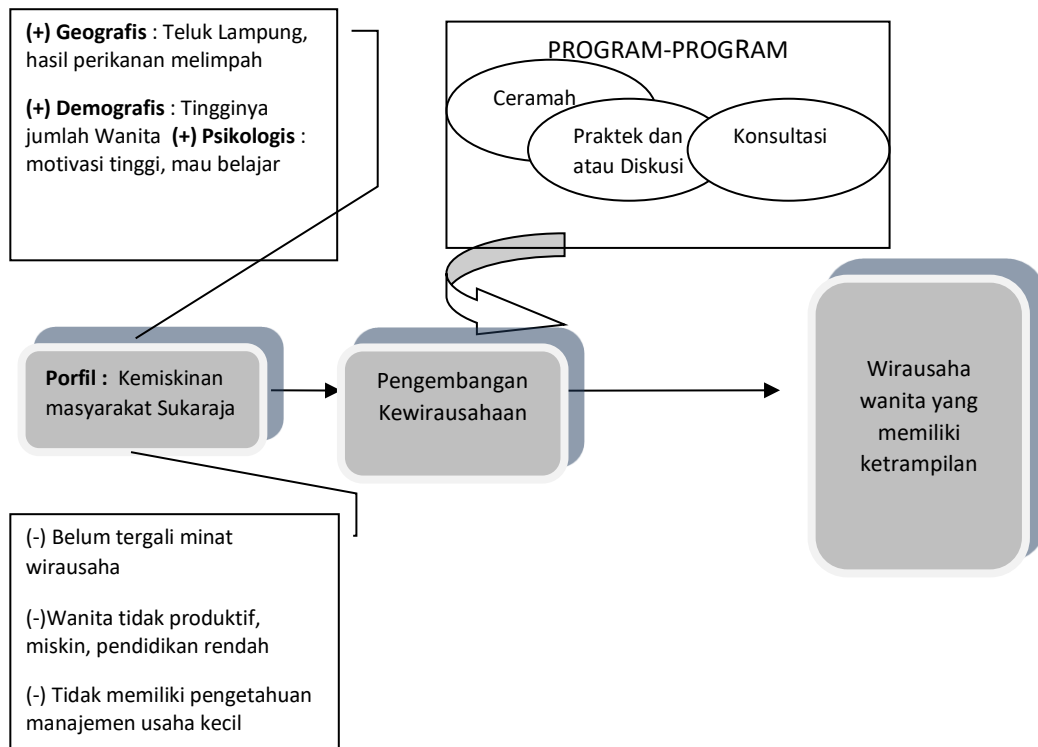 (+) Geografis : Teluk Lampung,
hasil perikanan melimpah
(+) Demografis : Tingginya
jumlah Wanita (+) Psikologis :
motivasi tinggi, mau belajar
PROGRAM-PROGRAM
Ceramah
Praktek dan
atau Diskusi
Konsultasi
Porfil : Kemiskinan
masyarakat Sukaraja
Pengembangan
Kewirausahaan
Wirausaha
wanita yang
memiliki
ketrampilan
(-) Belum tergali minat
wirausaha
(-)Wanita tidak produktif,
miskin, pendidikan rendah
(-) Tidak memiliki pengetahuan
manajemen usaha kecil